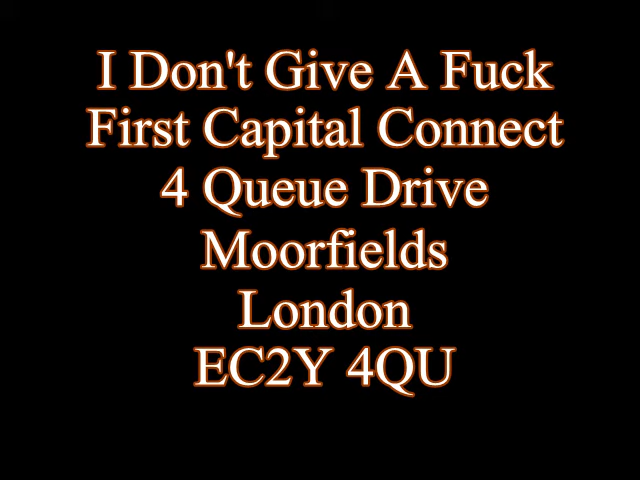 I Don't Give A Fuck
First Capital Connect
4 Queue Drive
Moorfields
London
EC2Y 4QU